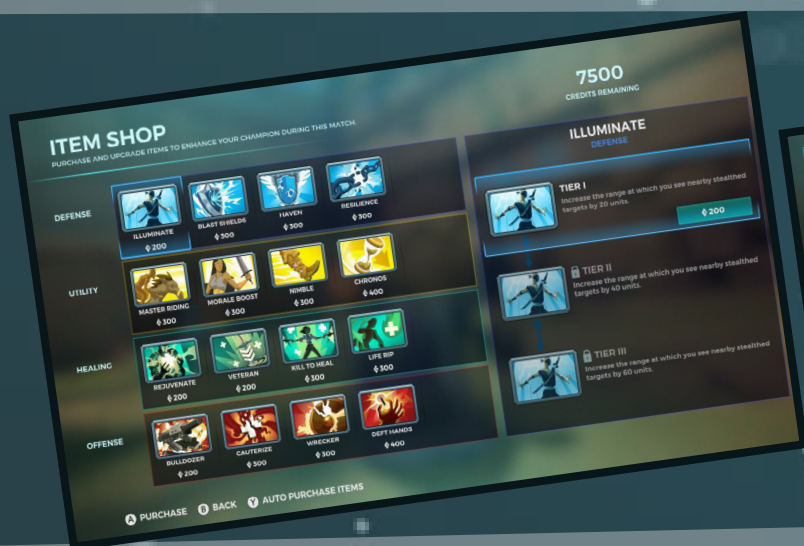 7500
CREDITS REMAINING
ITEM SHOP
PURCHASE AND UPGRADE ITEMS TO ENHANCE YOUR CHAMPION DURING THIS MATCH.
DEFENSE
ILLUMINATE
200
BLAST SHIELDS
300
HAVEN
300
RESILIENCE
300
UTILITY
MASTER RIDING
300
MORALE BOOST
300
NIMBLE
300
CHRONOS
400
HEALING
REJUVENATE
200
VETERAN
200
KILL TO HEAL
300
LIFE RIP
300
OFFENSE
BULLDOZER
200
CAUTERIZE
300
WRECKER
300
DEFT HANDS
400
A PURCHASE B BACK Y AUTO PURCHASE ITEMS
ILLUMINATE
DEFENSE
TIER I
Increase the range at which you see nearby stealthed
targets by 20 units.
200
TIER II
Increase the range at which you see nearby stealthed
targets by 40 units.
TIER III
Increase the range at which you see nearby stealthed
targets by 60 units.